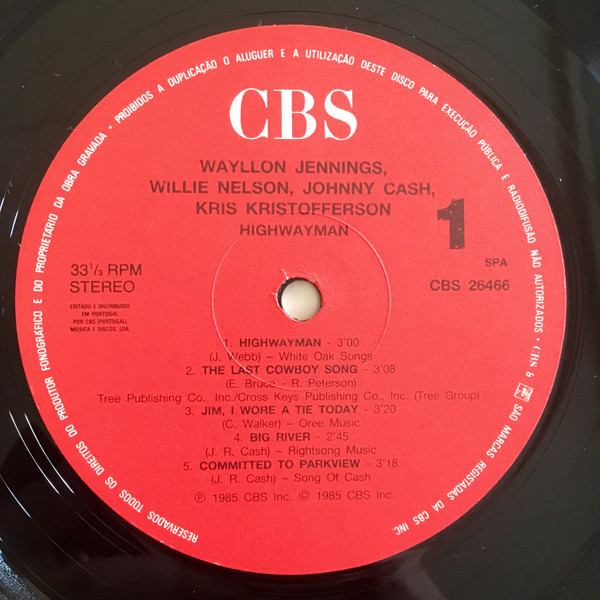 RESERVADOS TODOS OS DIREITOS DO PRODUTOR FONOGRÁFICO E DO PROPRIETÁRIO DA OBRA GRAVADA • PROIBIDOS A DUPLICAÇÃO O ALUGUER E A UTILIZAÇÃO DESTE DISCO PARA EXECUÇÃO PÚBLICA E RADIODIFUSÃO NÃO AUTORIZADOS • CBS & SÃO MARCAS REGISTADAS DA CBS INC
CBS
WAYLLON JENNINGS,
WILLIE NELSON, JOHNNY CASH,
KRIS KRISTOFFERSON
HIGHWAYMAN
1
33 1/3 RPM
STEREO
SPA
CBS 26466
EDITADO E DISTRIBUIDO
EM PORTUGAL
POR CBS (PORTUGAL)
MÚSICA E DISCOS, LDA.
1. HIGHWAYMAN - 3'00
(J. Webb) – White Oak Songs
2. THE LAST COWBOY SONG - 3'08
(E. Bruce - R. Peterson)
Tree Publishing Co.. Inc./Cross Keys Publishing Co., Inc. (Tree Group)
3. JIM, I WORE A TIE TODAY - 3'20
(C. Walker) – Oree Music
4. BIG RIVER - 2'45
(J. R. Cash) – Rightsong Music
5. COMMITTED TO PARKVIEW - 3'18
(J. R. Cash) – Song Of Cash
℗ 1985 CBS Inc. © 1985 CBS Inc.